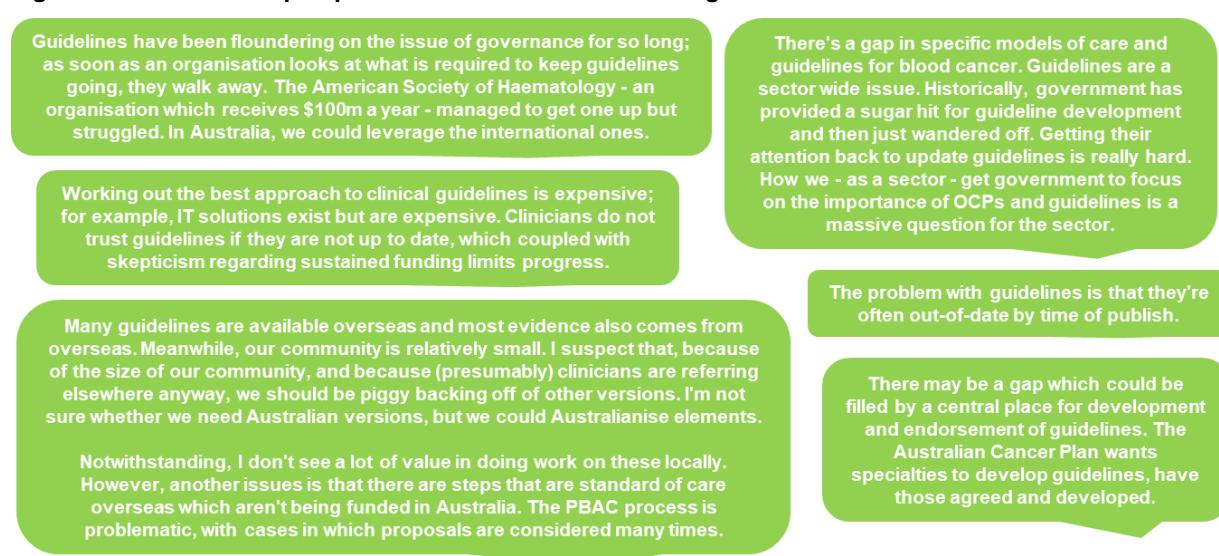 Guidelines have been floundering on the issue of governance for so long;
as soon as an organisation looks at what is required to keep guidelines
going, they walk away. The American Society of Haematology - an
organisation which receives $100m a year - managed to get one up but
struggled. In Australia, we could leverage the international ones.
There's a gap in specific models of care and
guidelines for blood cancer. Guidelines are a
sector wide issue. Historically, government has
provided a sugar hit for guideline development
and then just wandered off. Getting their
attention back to update guidelines is really hard.
How we - as a sector - get government to focus
on the importance of OCPs and guidelines is a
massive question for the sector.
Working out the best approach to clinical guidelines is expensive;
for example, IT solutions exist but are expensive. Clinicians do not
trust guidelines if they are not up to date, which coupled with
skepticism regarding sustained funding limits progress.
The problem with guidelines is that they're
often out-of-date by time of publish.
Many guidelines are available overseas and most evidence also comes from
overseas. Meanwhile, our community is relatively small. I suspect that, because
of the size of our community, and because (presumably) clinicians are referring
elsewhere anyway, we should be piggy backing off of other versions. I'm not
sure whether we need Australian versions, but we could Australianise elements.
Notwithstanding, I don't see a lot of value in doing work on these locally.
However, another issues is that there are steps that are standard of care
overseas which aren't being funded in Australia. The PBAC process is
problematic, with cases in which proposals are considered many times.
There may be a gap which could be
filled by a central place for development
and endorsement of guidelines. The
Australian Cancer Plan wants
specialties to develop guidelines, have
those agreed and developed.